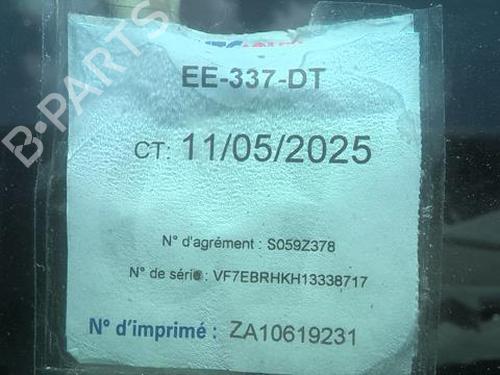 EE-337-DT
CT: 11/05/2025
N° d'agrément : S059Z378
N° de série : VF7EBRHKH13338717
N° d'imprimé : ZA10619231
B-PARTS